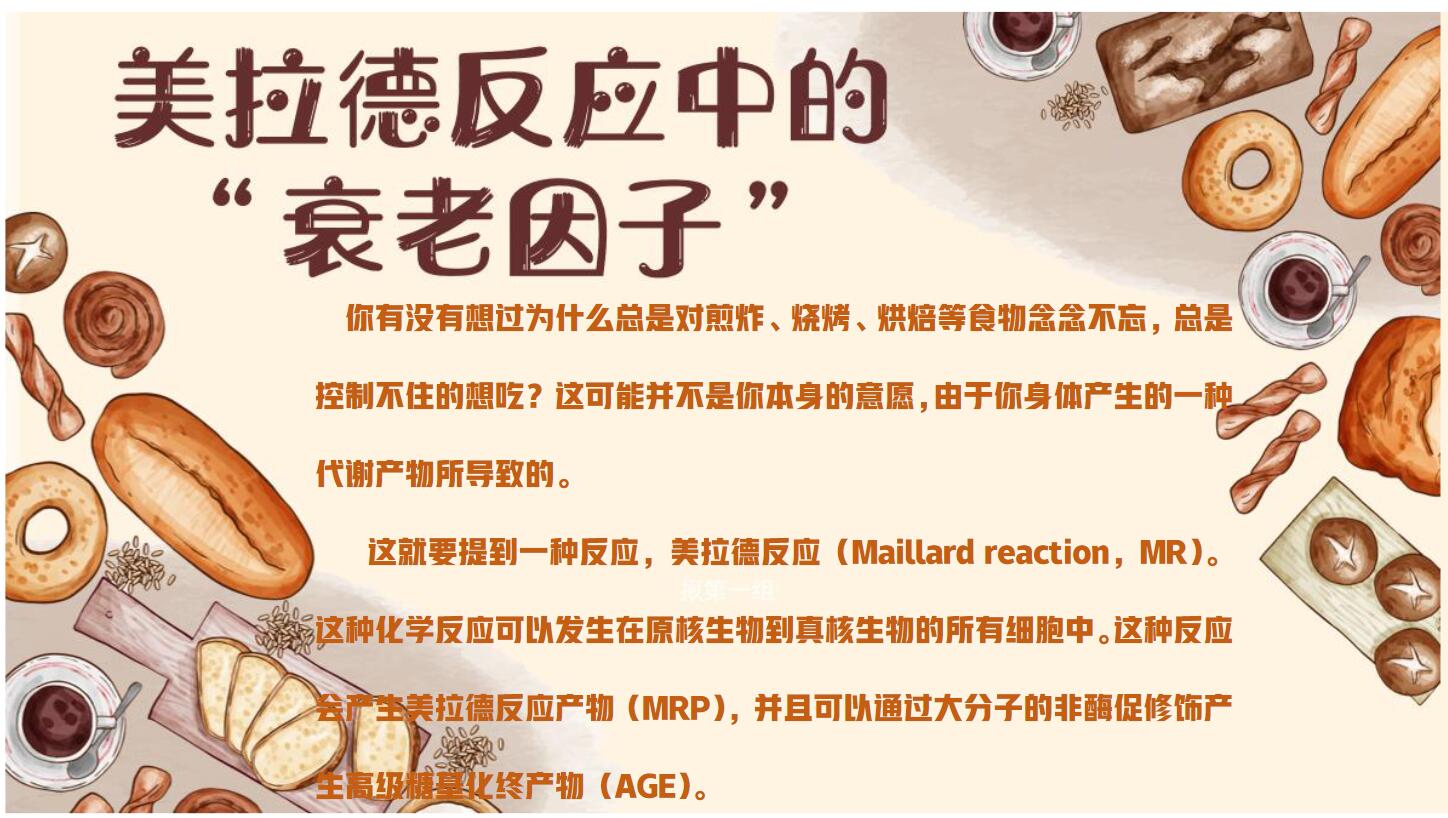 美拉德反应中的
“衰老因子”
你有没有想过为什么总是对煎炸、烧烤、烘焙等食物念念不忘，总是
控制不住的想吃？这可能并不是你本身的意愿，由于你身体产生的一种
代谢产物所导致的。
这就要提到一种反应，美拉德反应（Maillard reaction，MR）。
报第一组
这种化学反应可以发生在原核生物到真核生物的所有细胞中。这种反应
会产生美拉德反应产物（MRP），并且可以通过大分子的非酶促修饰产
生高级糖基化终产物（AGE）。